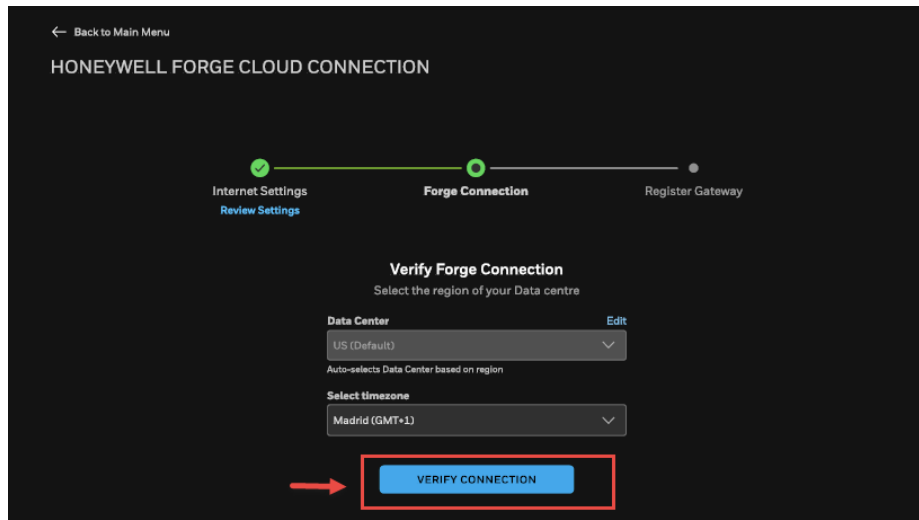 Back to Main Menu
HONEYWELL FORGE CLOUD CONNECTION
Internet Settings
Forge Connection
Register Gateway
Review Settings
Verify Forge Connection
Select the region of your Data centre
Data Center
Edit
US (Default)
Auto-selects Data Center based on region
Select timezone
Madrid (GMT+1)
VERIFY CONNECTION